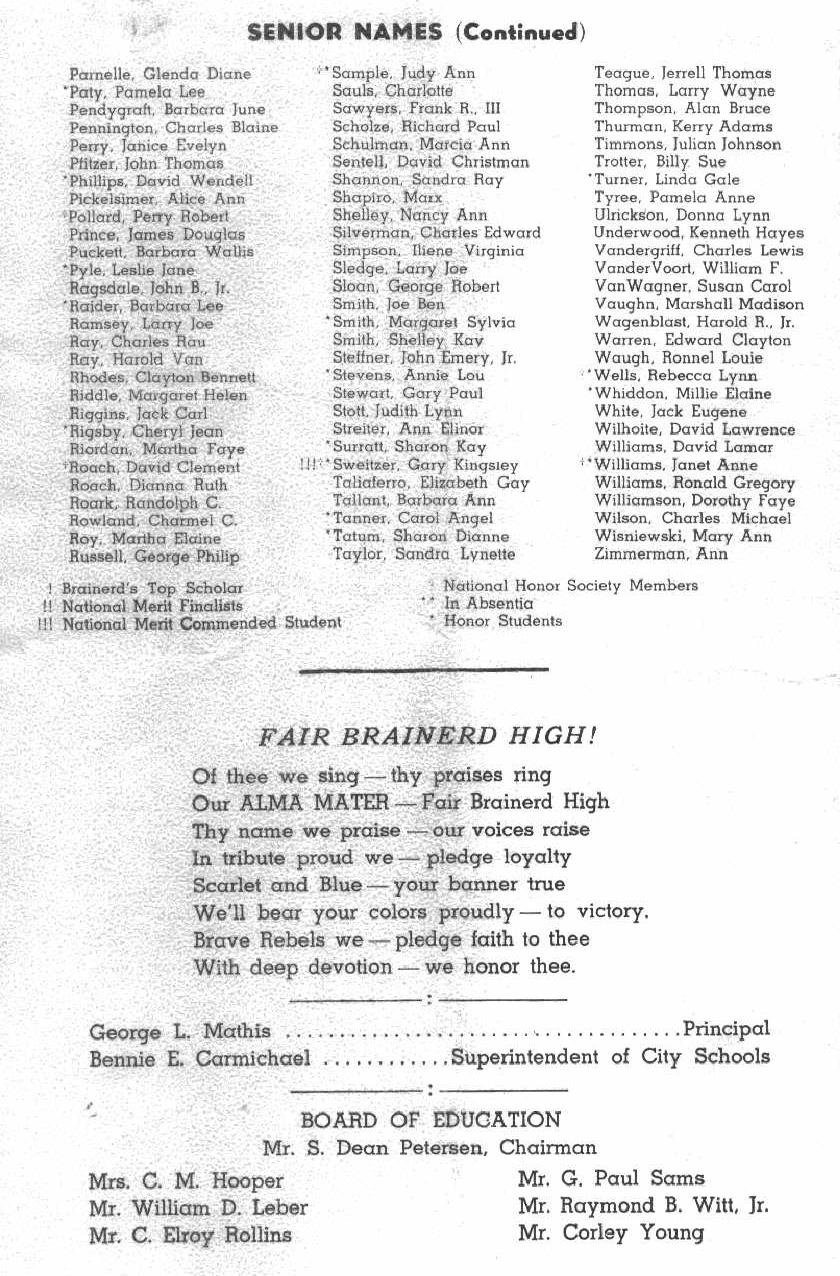 SENIOR NAMES (Continued)
Parnelle, Glenda Diane
*Paty, Pamela Lee
Pendygraft, Barbara June
Pennington, Charles Blaine
Perry, Janice Evelyn
Pfitzer, John Thomas
*Phillips, David Wendell
Pickelsimer, Alice Ann
*Pollard, Perry Robert
Prince, James Douglas
Puckett, Barbara Wallis
*Pyle, Leslie Jane
Ragsdale, John B., Jr.
*Raider, Barbara Lee
Ramsey, Larry Joe
Ray, Charles Rau
Ray, Harold Van
Rhodes, Clayton Bennett
Riddle, Margaret Helen
Riggins, Jack Carl
*Rigsby, Cheryl Jean
Riordan, Martha Faye
†Roach, David Clement
Roach, Dianna Ruth
Roark, Randolph C.
Rowland, Charmel C.
Roy, Martha Elaine
Russell, George Philip
†*Sample, Judy Ann
Sauls, Charlotte
Sawyers, Frank R., III
Scholze, Richard Paul
Schulman, Marcia Ann
Sentell, David Christman
Shannon, Sandra Ray
Shapiro, Marx
Shelley, Nancy Ann
Silverman, Charles Edward
Simpson, Iliene Virginia
Sledge, Larry Joe
Sloan, George Robert
Smith, Joe Ben
*Smith, Margaret Sylvia
Smith, Shelley Kay
Steffner, John Emery, Jr.
*Stevens, Annie Lou
Stewart, Gary Paul
Stott, Judith Lynn
Streiter, Ann Elinor
*Surratt, Sharon Kay
!!!†*Sweitzer, Gary Kingsley
Taliaferro, Elizabeth Gay
Tallant, Barbara Ann
*Tanner, Carol Angel
*Tatum, Sharon Dianne
Taylor, Sandra Lynette
Teague, Jerrell Thomas
Thomas, Larry Wayne
Thompson, Alan Bruce
Thurman, Kerry Adams
Timmons, Julian Johnson
Trotter, Billy Sue
*Turner, Linda Gale
Tyree, Pamela Anne
Ulrickson, Donna Lynn
Underwood, Kenneth Hayes
Vandergriff, Charles Lewis
VanderVoort, William F.
VanWagner, Susan Carol
Vaughn, Marshall Madison
Wagenblast, Harold R., Jr.
Warren, Edward Clayton
Waugh, Ronnel Louie
†*Wells, Rebecca Lynn
*Whiddon, Millie Elaine
White, Jack Eugene
Wilhoite, David Lawrence
Williams, David Lamar
†*Williams, Janet Anne
Williams, Ronald Gregory
Williamson, Dorothy Faye
Wilson, Charles Michael
Wisniewski, Mary Ann
Zimmerman, Ann
! Brainerd's Top Scholar
!! National Merit Finalists
!!! National Merit Commended Student
† National Honor Society Members
** In Absentia
* Honor Students
FAIR BRAINERD HIGH!
Of thee we sing — thy praises ring
Our ALMA MATER — Fair Brainerd High
Thy name we praise — our voices raise
In tribute proud we — pledge loyalty
Scarlet and Blue — your banner true
We'll bear your colors proudly — to victory.
Brave Rebels we — pledge faith to thee
With deep devotion — we honor thee.
George L. Mathis ..................................... Principal
Bennie E. Carmichael ............ Superintendent of City Schools
BOARD OF EDUCATION
Mr. S. Dean Petersen, Chairman
Mrs. C. M. Hooper
Mr. William D. Leber
Mr. C. Elroy Rollins
Mr. G. Paul Sams
Mr. Raymond B. Witt, Jr.
Mr. Corley Young